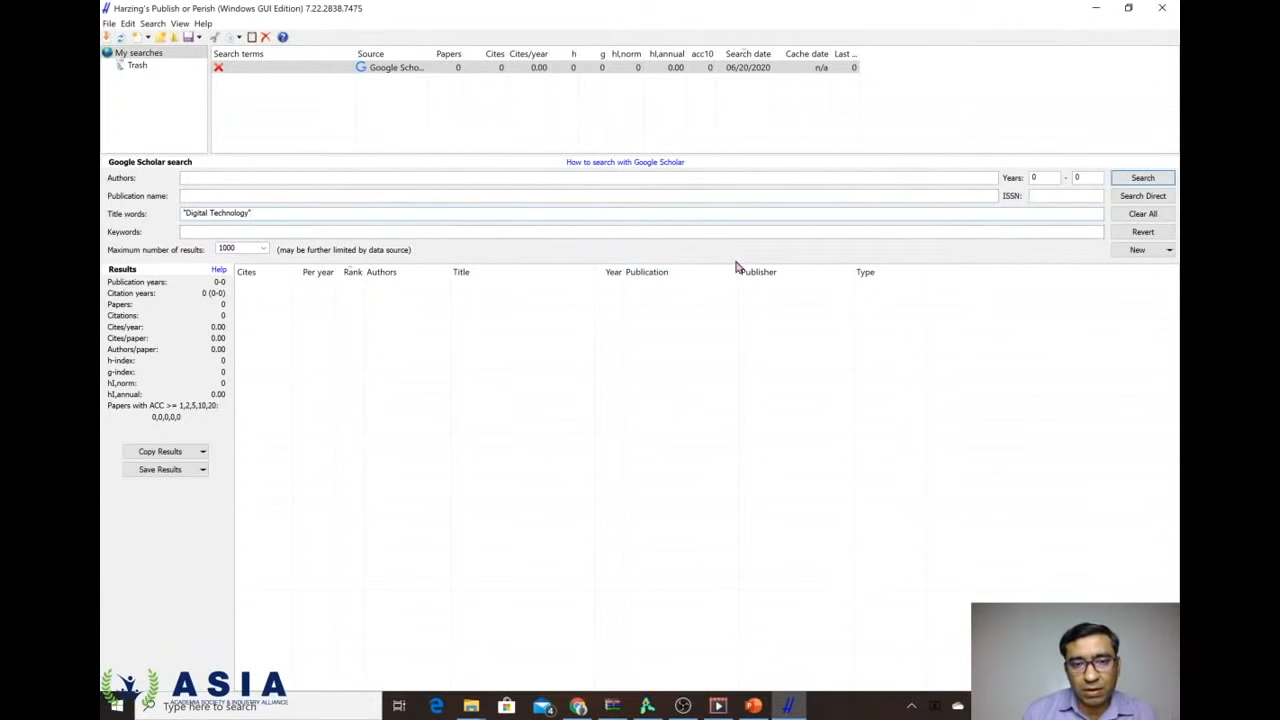 Harzing's Publish or Perish (Windows GUI Edition) 7.22.2838.7475
File Edit Search View Help
My searches
Trash
Search terms Source Papers Cites Cites/year h g hI,norm hI,annual acc10 Search date Cache date Last ...
Google Scho... 0 0 0.00 0 0 0 0.00 0 06/20/2020 n/a 0
Google Scholar search How to search with Google Scholar
Authors: Years: 0 - 0 Search
Publication name: ISSN: Search Direct
Title words: "Digital Technology" Clear All
Keywords: Revert
Maximum number of results: 1000 (may be further limited by data source) New
Results Help
Cites Per year Rank Authors Title Year Publication Publisher Type
Publication years: 0-0
Citation years: 0 (0-0)
Papers: 0
Citations: 0
Cites/year: 0.00
Cites/paper: 0.00
Authors/paper: 0.00
h-index: 0
g-index: 0
hI,norm: 0
hI,annual: 0.00
Papers with ACC >= 1,2,5,10,20:
0,0,0,0,0
Copy Results
Save Results
ASIA
ACADEMIA SOCIETY & INDUSTRY ALLIANCE
Type here to search